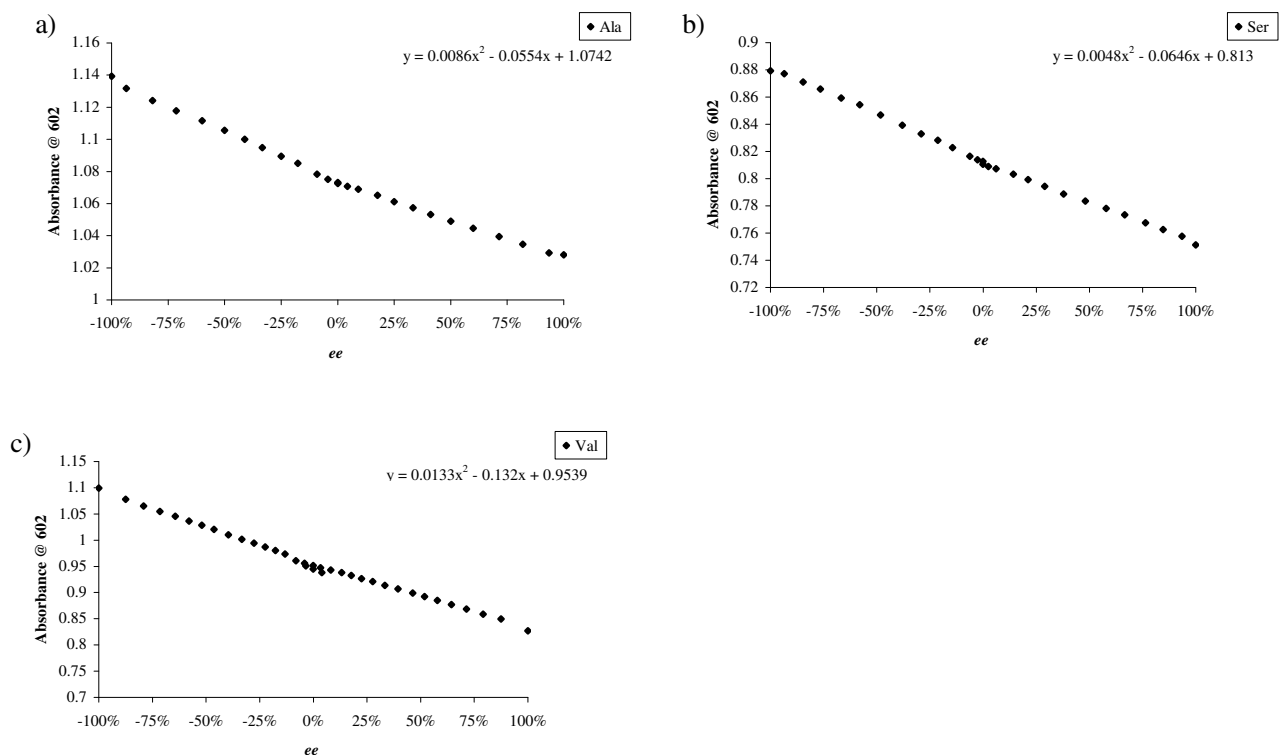 a)
Ala
y = 0.0086x² - 0.0554x + 1.0742
1.16
1.14
1.12
1.1
1.08
1.06
1.04
1.02
1
Absorbance @ 602
-100% -75% -50% -25% 0% 25% 50% 75% 100%
ee
b)
Ser
y = 0.0048x² - 0.0646x + 0.813
0.9
0.88
0.86
0.84
0.82
0.8
0.78
0.76
0.74
0.72
Absorbance @ 602
-100% -75% -50% -25% 0% 25% 50% 75% 100%
ee
c)
Val
y = 0.0133x² - 0.132x + 0.9539
1.15
1.1
1.05
1
0.95
0.9
0.85
0.8
0.75
0.7
Absorbance @ 602
-100% -75% -50% -25% 0% 25% 50% 75% 100%
ee